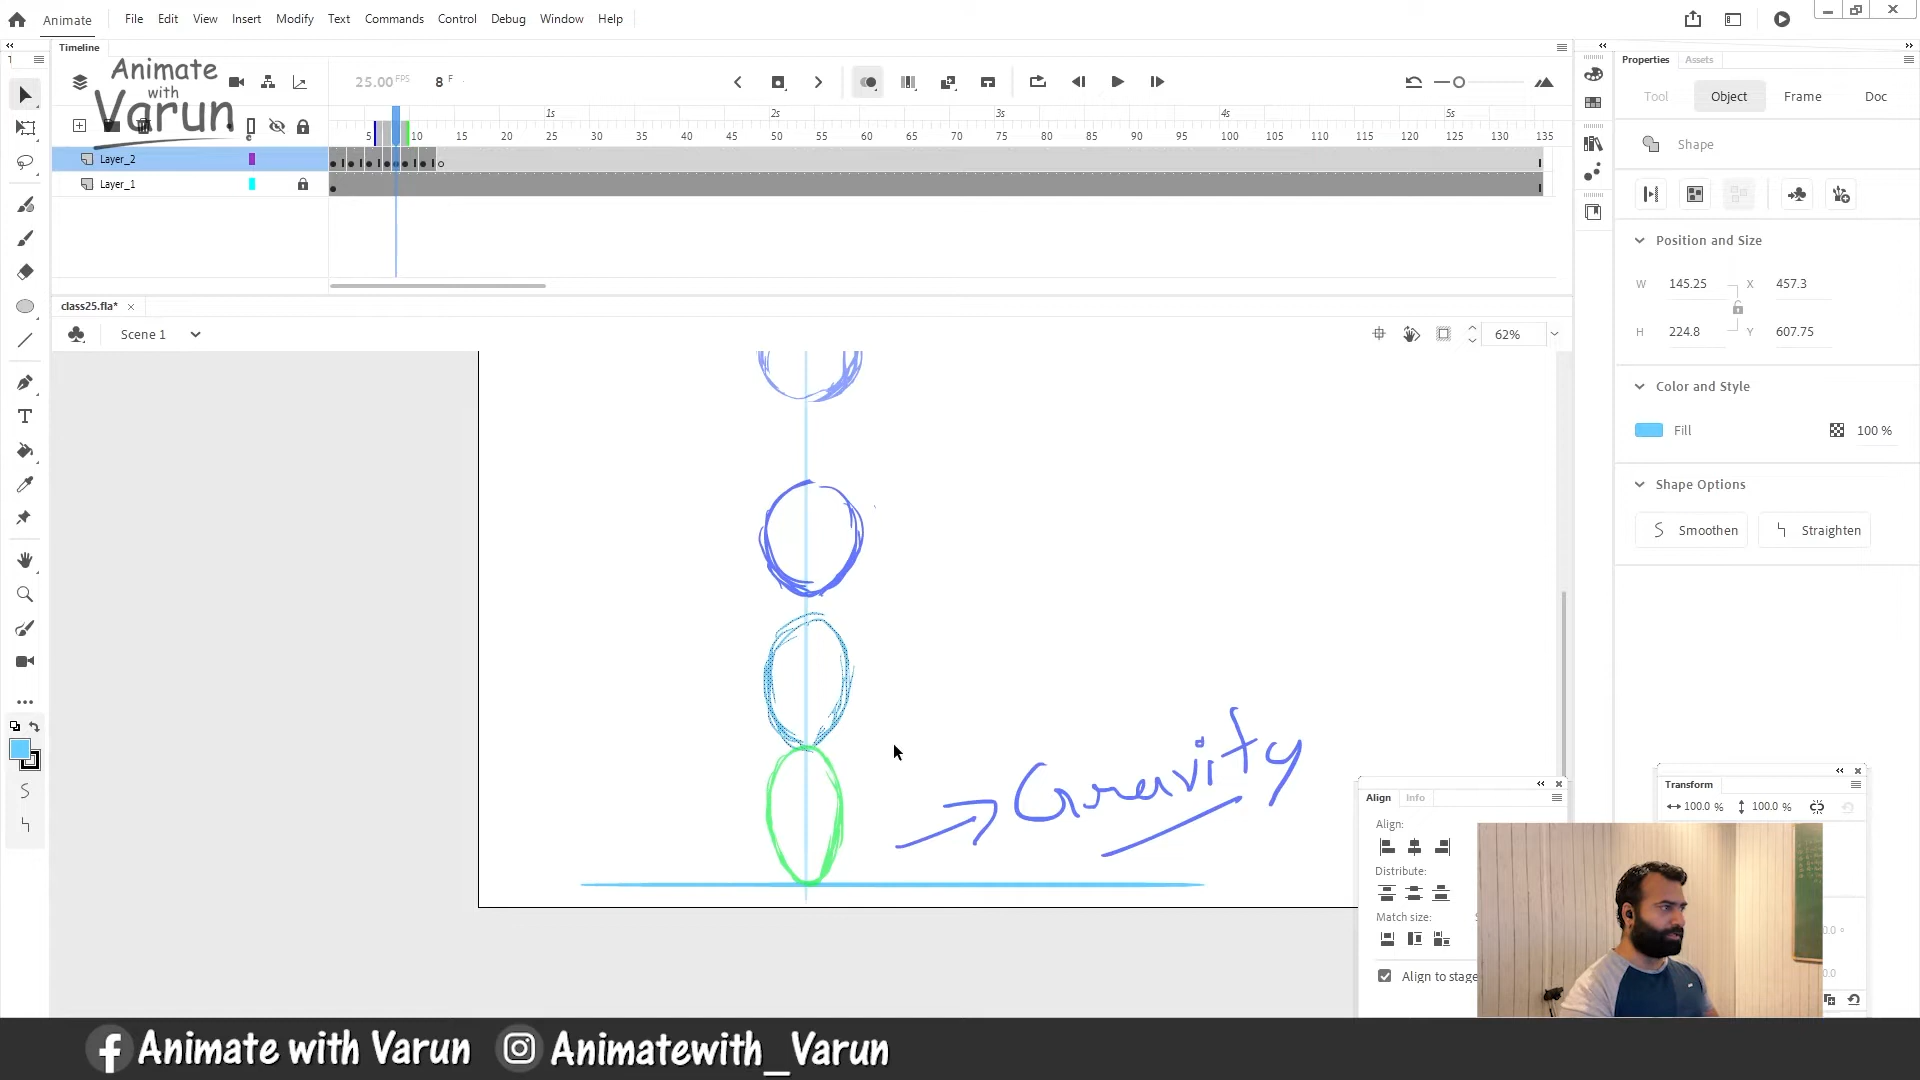 Animate File Edit View Insert Modify Text Commands Control Debug Window Help
Timeline
Properties Assets
Animate
with
Varun
25.00 FPS 8 F
Tool Object Frame Doc
1s 2s 3s 4s 5s
5 10 15 20 25 30 35 40 45 50 55 60 65 70 75 80 85 90 95 100 105 110 115 120 125 130 135
Layer_2
Layer_1
Shape
Position and Size
W 145.25 X 457.3
H 224.8 Y 607.75
class25.fla* ×
Scene 1 62%
Color and Style
Fill 100 %
Shape Options
Smoothen Straighten
Gravity
Align Info
Align:
Distribute:
Match size:
Align to stage
Transform
100.0 % 100.0 %
Animate with Varun Animatewith_Varun